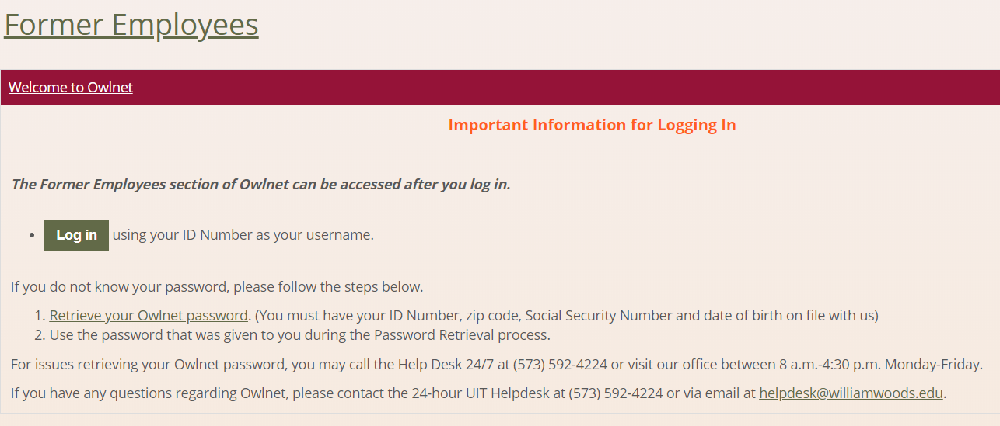 Former Employees
Welcome to Owlnet
Important Information for Logging In
The Former Employees section of Owlnet can be accessed after you log in.
• Log in using your ID Number as your username.
If you do not know your password, please follow the steps below.
1. Retrieve your Owlnet password. (You must have your ID Number, zip code, Social Security Number and date of birth on file with us)
2. Use the password that was given to you during the Password Retrieval process.
For issues retrieving your Owlnet password, you may call the Help Desk 24/7 at (573) 592-4224 or visit our office between 8 a.m.-4:30 p.m. Monday-Friday.
If you have any questions regarding Owlnet, please contact the 24-hour UIT Helpdesk at (573) 592-4224 or via email at helpdesk@williamwoods.edu.